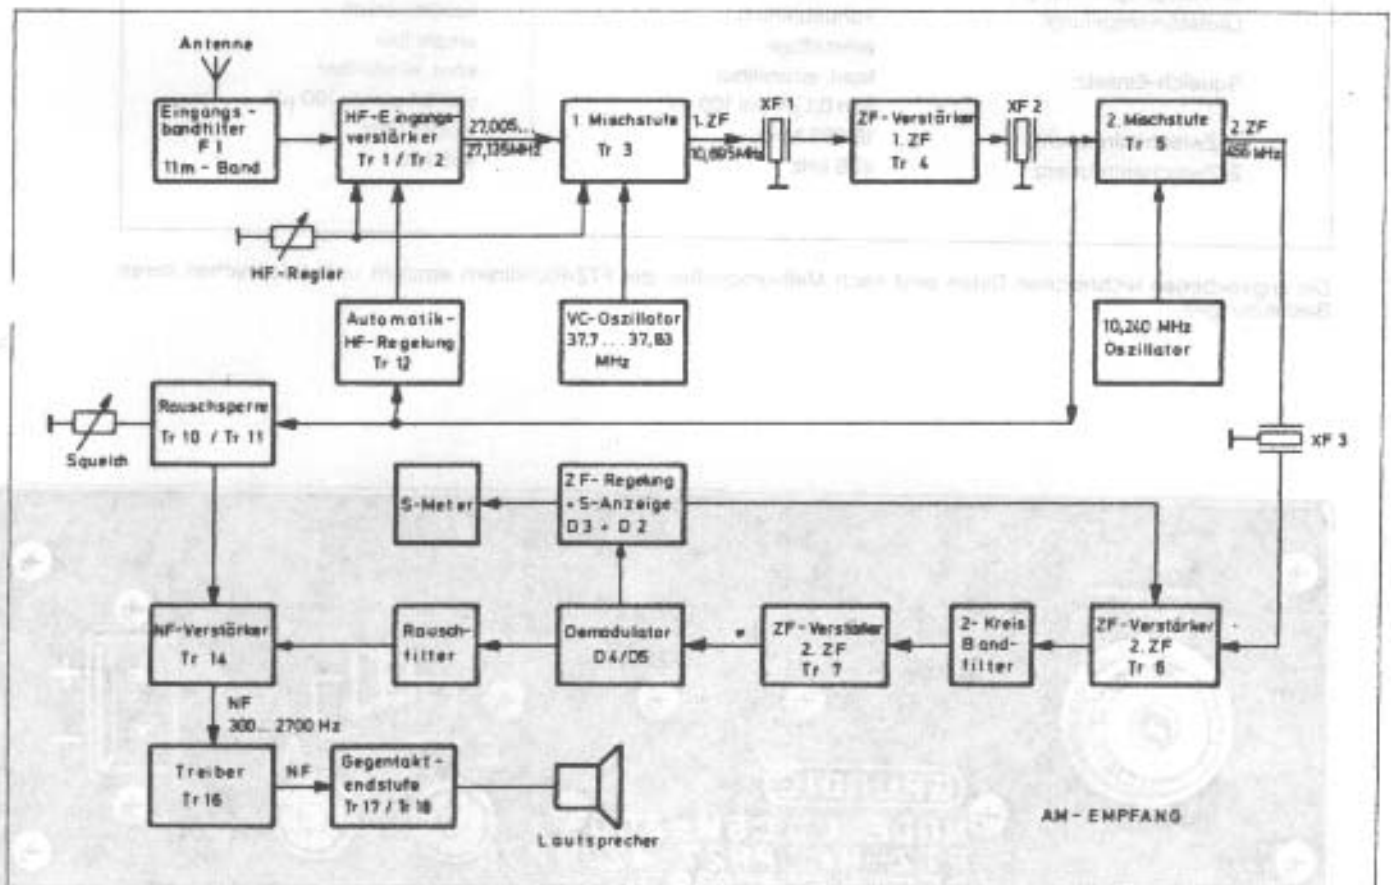 Antenne
Eingangs-
bandfilter
F1
11m - Band
HF-Eingangs-
verstärker
Tr 1 / Tr 2
27,005...
27,135MHz
1. Mischstufe
Tr 3
1. ZF
10,695MHz
XF 1
ZF-Verstärker
1. ZF
Tr 4
XF 2
2. Mischstufe
Tr 5
2. ZF
455 kHz
HF-Regler
Automatik-
HF-Regelung
Tr 12
VC-Oszillator
37,7...37,83
MHz
10,240 MHz
Oszillator
Rauschsperre
Tr 10 / Tr 11
Squelch
XF 3
S-Meter
ZF-Regelung
+ S-Anzeige
D3 + D2
NF-Verstärker
Tr 14
Rausch-
filter
Demodulator
D4/D5
ZF-Verstärker
2. ZF
Tr 7
2-Kreis
Band-
filter
ZF-Verstärker
2. ZF
Tr 6
NF
300... 2700 Hz
Treiber
Tr 16
NF
Gegentakt-
endstufe
Tr 17 / Tr 18
Lautsprecher
AM-EMPFANG